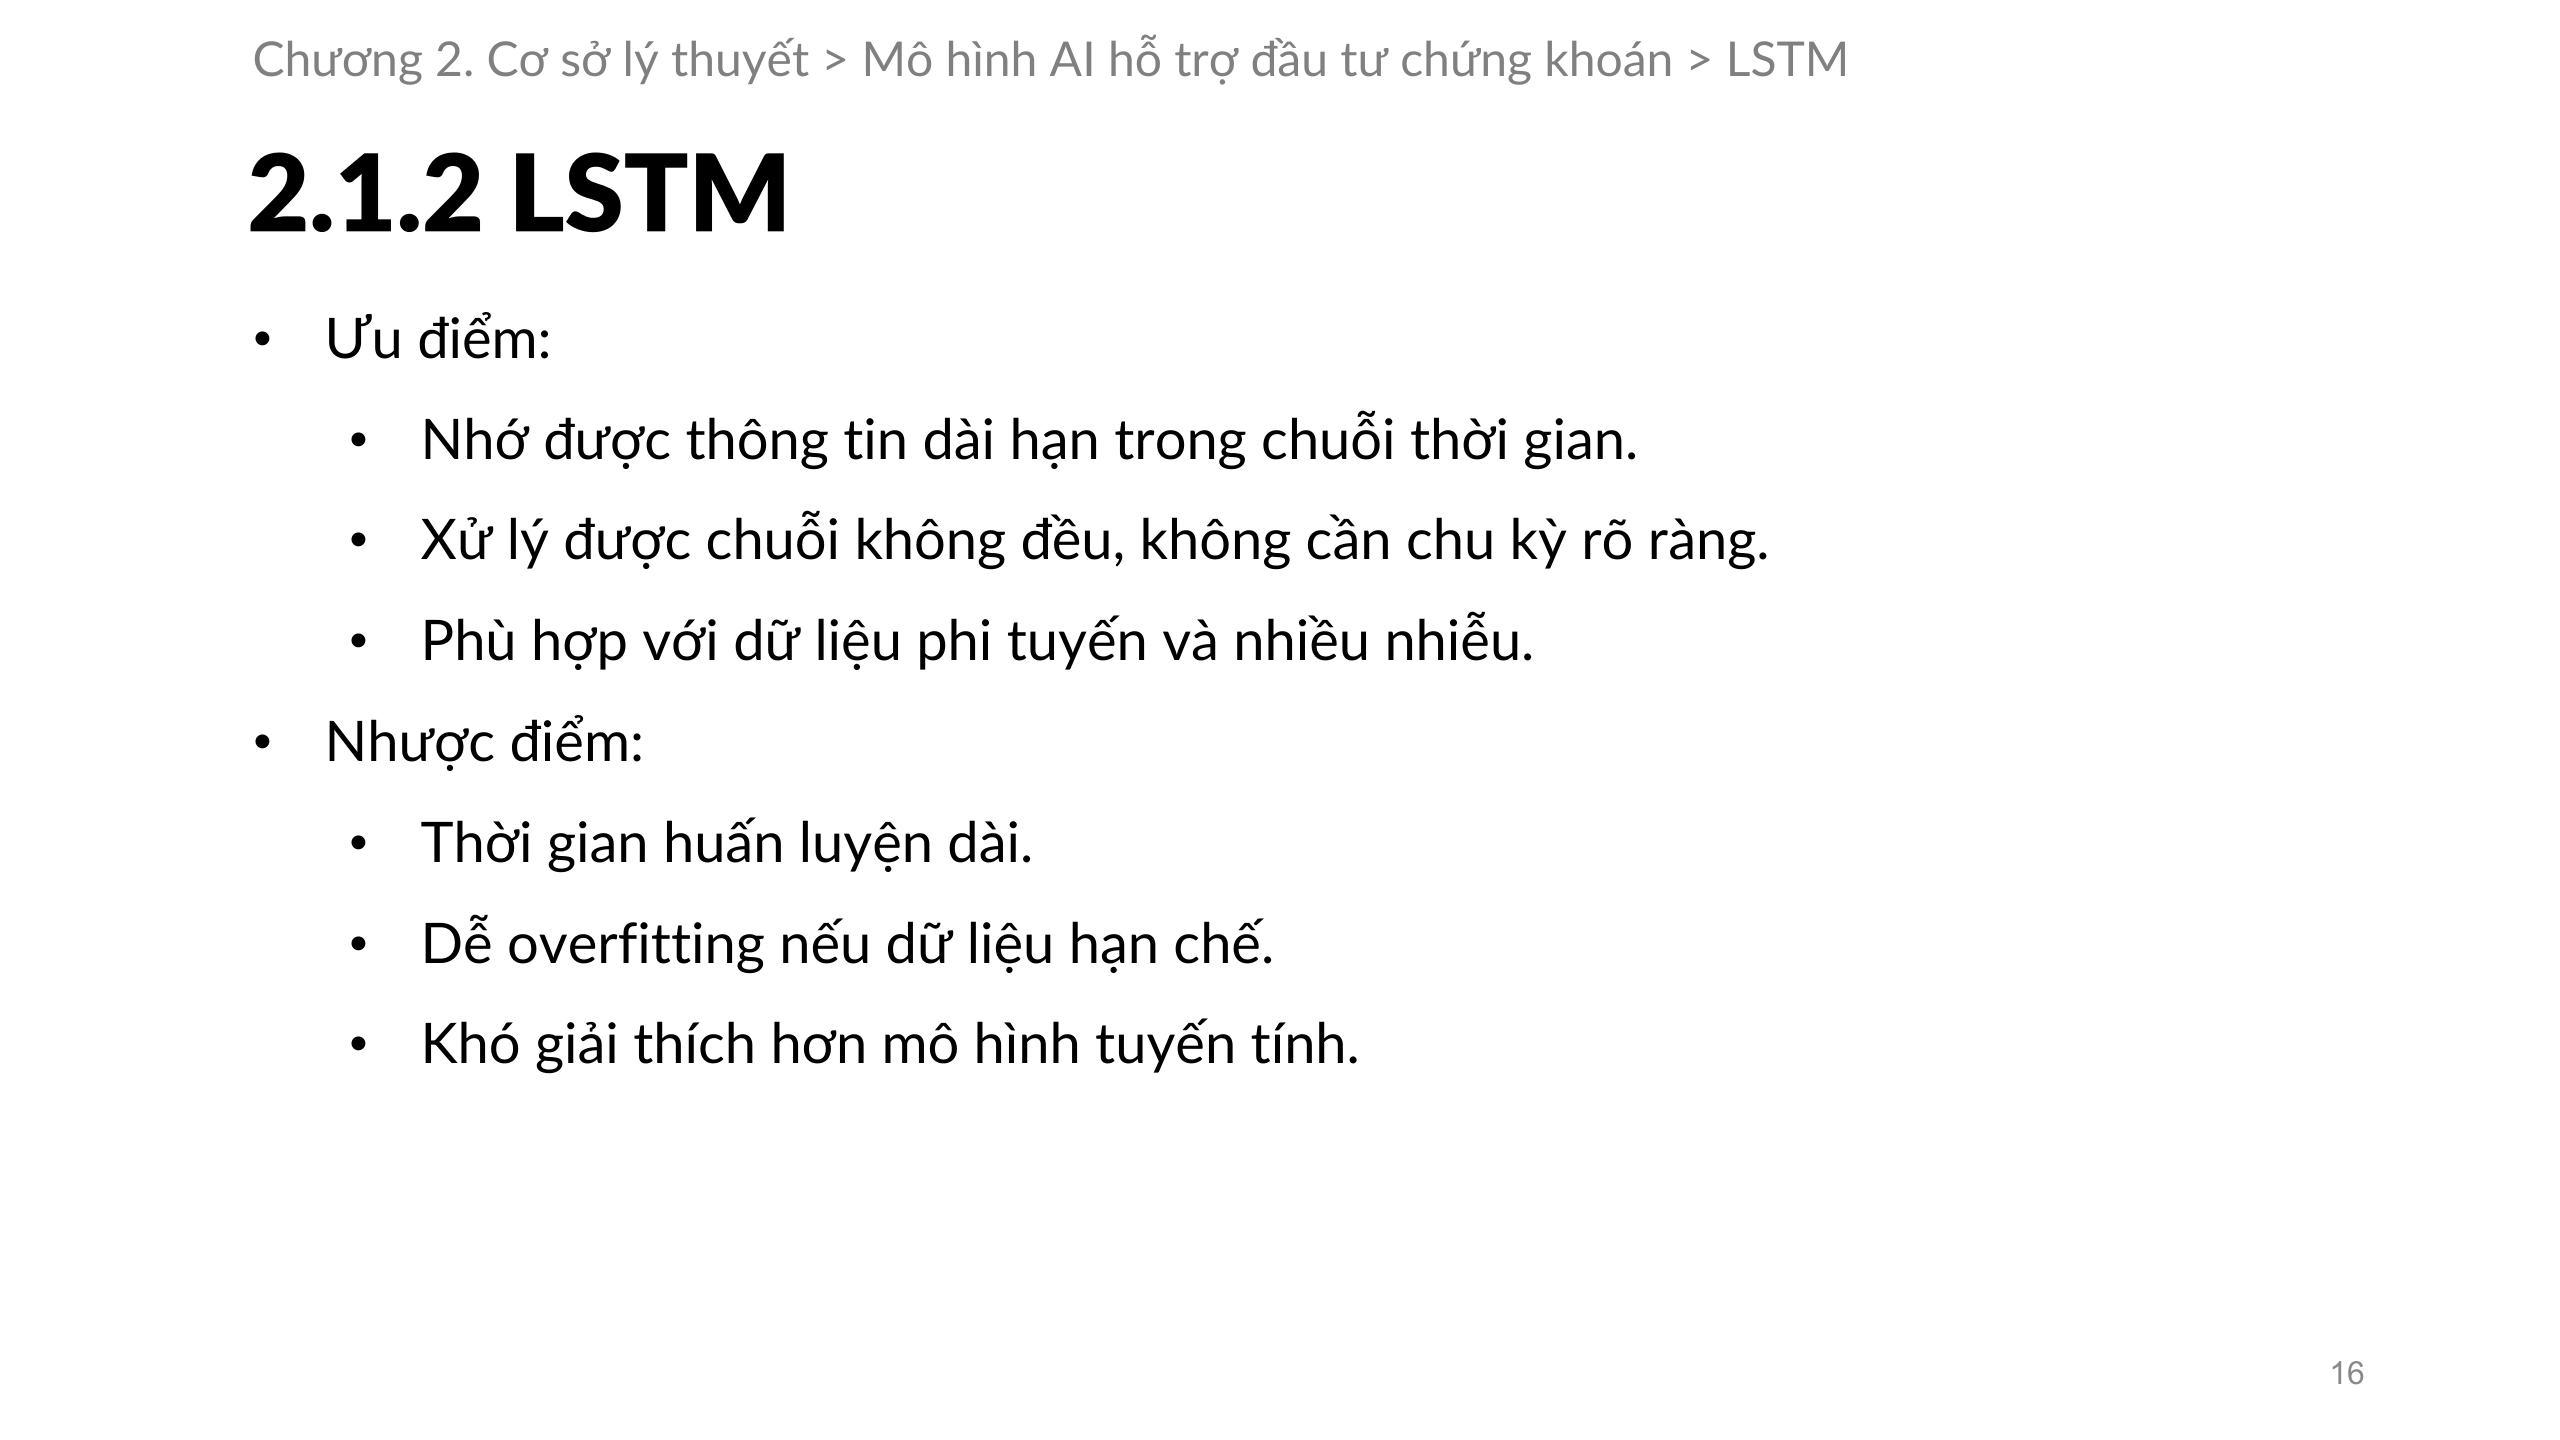 Chương 2. Cơ sở lý thuyết > Mô hình AI hỗ trợ đầu tư chứng khoán > LSTM
2.1.2 LSTM
• Ưu điểm:
• Nhớ được thông tin dài hạn trong chuỗi thời gian.
• Xử lý được chuỗi không đều, không cần chu kỳ rõ ràng.
• Phù hợp với dữ liệu phi tuyến và nhiều nhiễu.
• Nhược điểm:
• Thời gian huấn luyện dài.
• Dễ overfitting nếu dữ liệu hạn chế.
• Khó giải thích hơn mô hình tuyến tính.
16